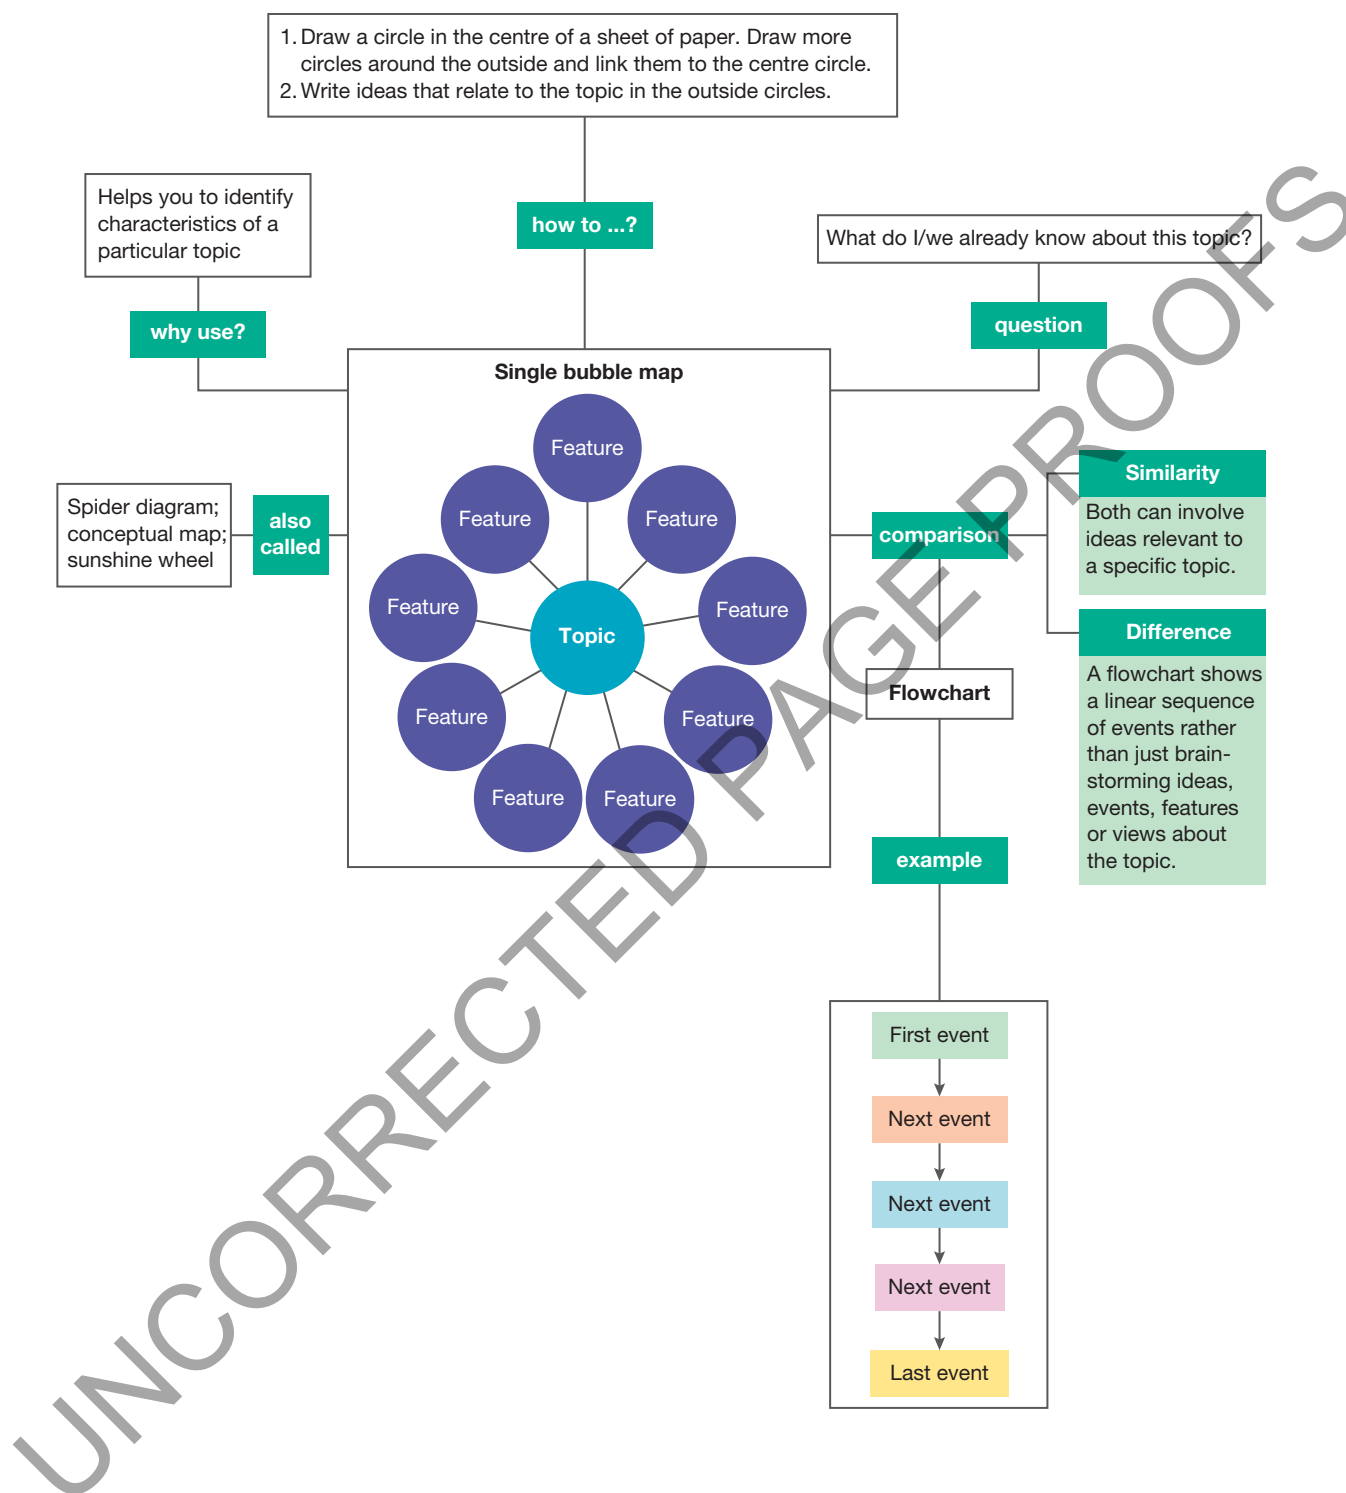 1. Draw a circle in the centre of a sheet of paper. Draw more
circles around the outside and link them to the centre circle.
2. Write ideas that relate to the topic in the outside circles.
Helps you to identify
characteristics of a
particular topic
how to ...?
What do I/we already know about this topic?
why use?
question
Single bubble map
Feature
Feature
Feature
Feature
Feature
Feature
Feature
Feature
Feature
Topic
Spider diagram;
conceptual map;
sunshine wheel
also
called
comparison
Similarity
Both can involve
ideas relevant to
a specific topic.
Difference
A flowchart shows
a linear sequence
of events rather
than just brain-
storming ideas,
events, features
or views about
the topic.
Flowchart
example
First event
Next event
Next event
Next event
Last event
UNCORRECTED PAGE PROOFS